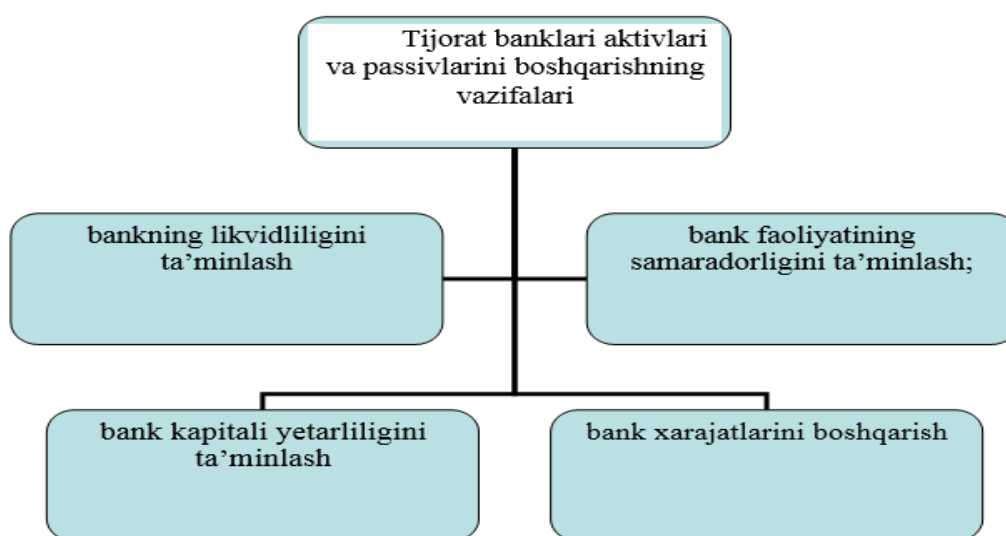 Tijorat banklari aktivlari
va passivlarini boshqarishning
vazifalari
bankning likvidliligini
ta’minlash
bank faoliyatining
samaradorligini ta’minlash;
bank kapitali yetarliligini
ta’minlash
bank xarajatlarini boshqarish